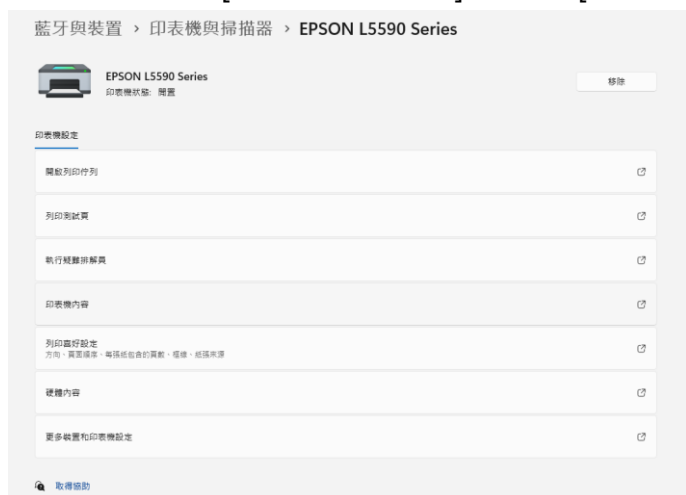 藍牙與裝置 › 印表機與掃描器 › EPSON L5590 Series
EPSON L5590 Series
印表機狀態: 閒置
移除
印表機設定
開啟列印佇列
列印測試頁
執行疑難排解員
印表機內容
列印喜好設定
方向、頁面順序、每張紙包含的頁數、框線、紙張來源
硬體內容
更多裝置和印表機設定
取得協助